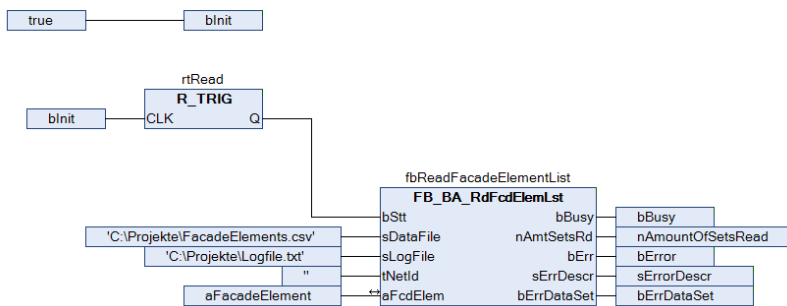 true bInit
rtRead
R_TRIG
bInit CLK Q
fbReadFacadeElementList
FB_BA_RdFcdElemLst
bStt bBusy bBusy
'C:\Projekte\FacadeElements.csv' sDataFile nAmtSetsRd nAmountOfSetsRead
'C:\Projekte\Logfile.txt' sLogFile bErr bError
'' tNetId sErrDescr sErrorDescr
aFacadeElement ↔aFcdElem bErrDataSet bErrDataSet